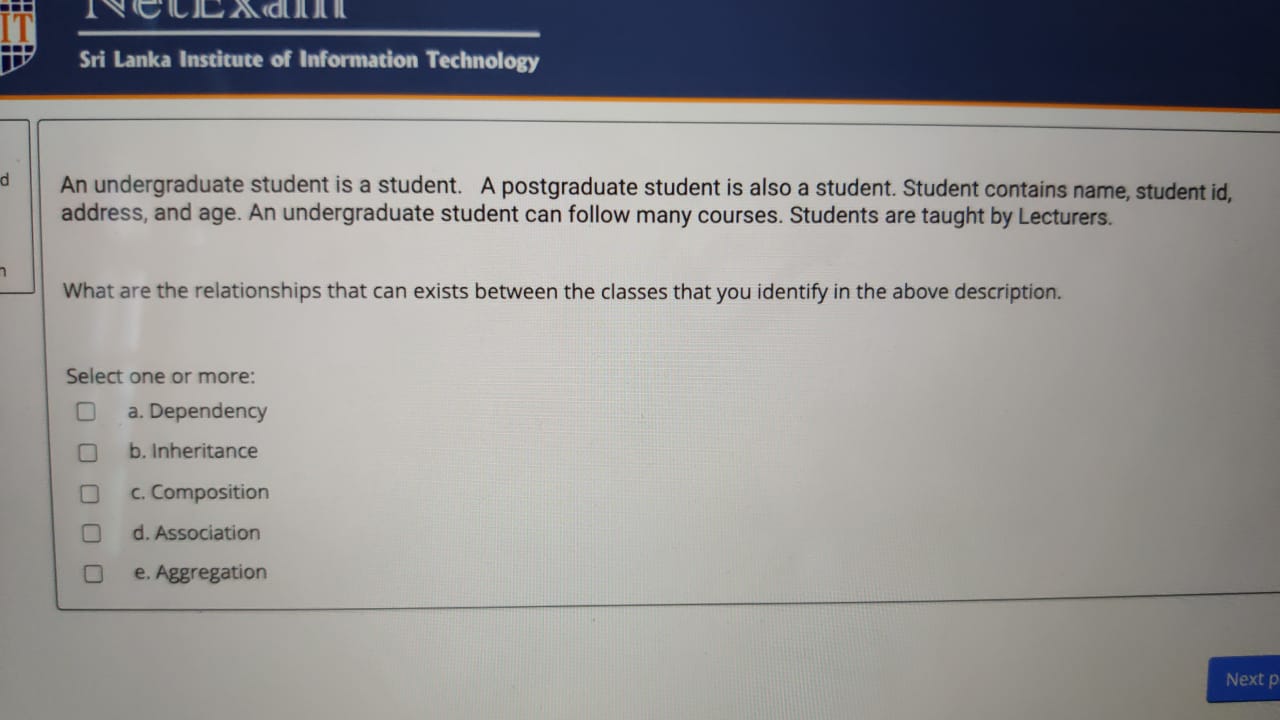 NetExam
IT
Sri Lanka Institute of Information Technology
d
An undergraduate student is a student. A postgraduate student is also a student. Student contains name, student id,
address, and age. An undergraduate student can follow many courses. Students are taught by Lecturers.
What are the relationships that can exists between the classes that you identify in the above description.
Select one or more:
a. Dependency
b. Inheritance
c. Composition
d. Association
e. Aggregation
Next p